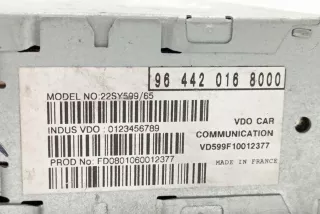 96 442 016 8000
MODEL NO:22SY599/65
VDO CAR
INDUS VDO : 0123456789
COMMUNICATION
VD599F10012377
PROD No: FD0801060012377
MADE IN FRANCE